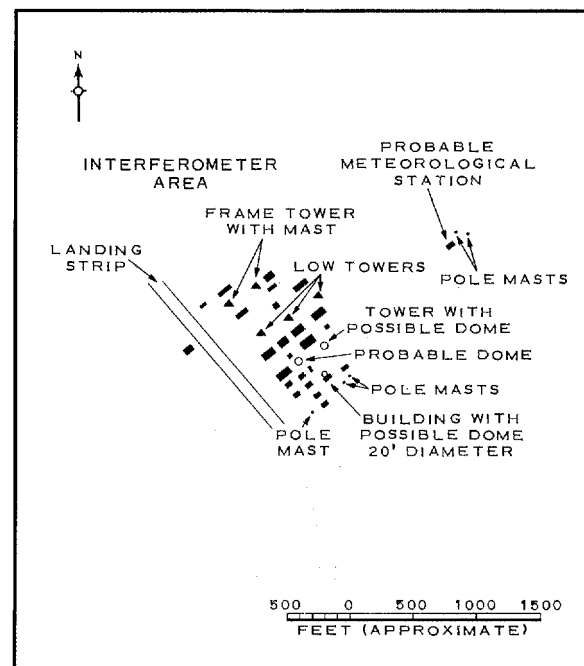 N
PROBABLE
METEOROLOGICAL
STATION
INTERFEROMETER
AREA
FRAME TOWER
WITH MAST
LANDING
STRIP
LOW TOWERS
POLE MASTS
TOWER WITH
POSSIBLE DOME
PROBABLE DOME
POLE MASTS
BUILDING WITH
POSSIBLE DOME
20' DIAMETER
POLE
MAST
500 0 500 1000 1500
FEET (APPROXIMATE)